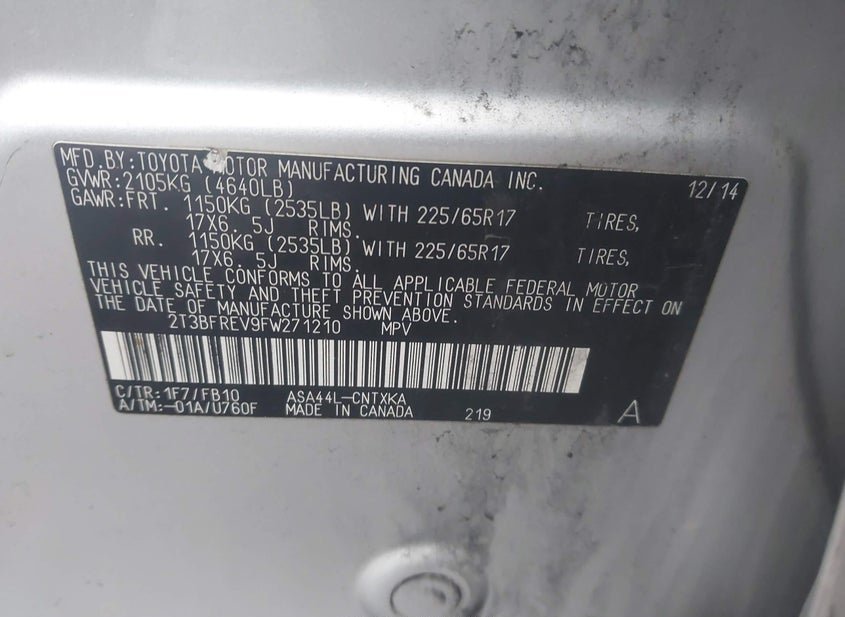 MFD.BY:TOYOTA MOTOR MANUFACTURING CANADA INC. 12/14
GVWR:2105KG (4640LB)
GAWR:FRT. 1150KG (2535LB) WITH 225/65R17 TIRES,
17X6. 5J RIMS.
RR. 1150KG (2535LB) WITH 225/65R17 TIRES,
17X6. 5J RIMS.
THIS VEHICLE CONFORMS TO ALL APPLICABLE FEDERAL MOTOR
VEHICLE SAFETY AND THEFT PREVENTION STANDARDS IN EFFECT ON
THE DATE OF MANUFACTURE SHOWN ABOVE.
2T3BFREV9FW271210 MPV
C/TR:1F7/FB10 ASA44L-CNTXKA
A/TM:-01A/U760F MADE IN CANADA 219 A